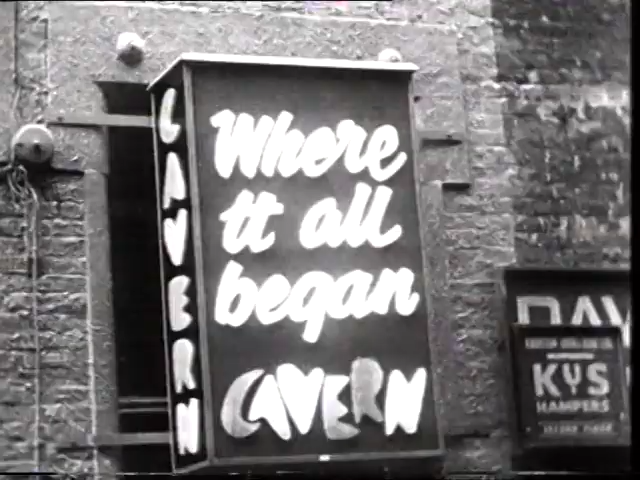 CAVERN
Where
it all
began
CAVERN
DAV
KYS
HAMPERS